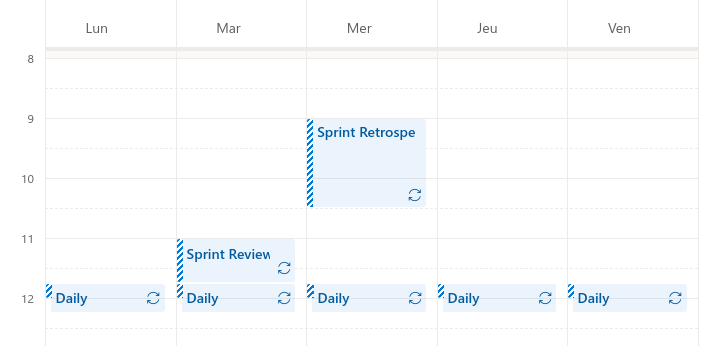 Lun Mar Mer Jeu Ven
8
9
Sprint Retrospe
10
11
Sprint Review
12 Daily Daily Daily Daily Daily